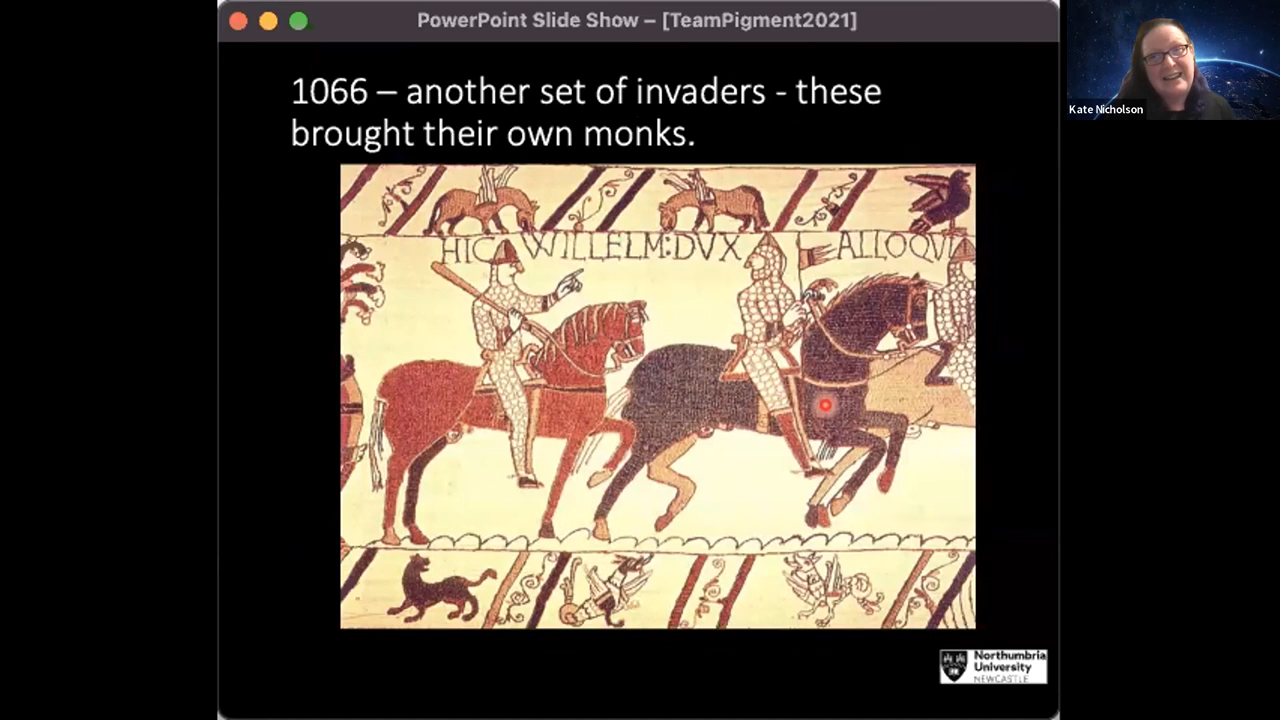 PowerPoint Slide Show – [TeamPigment2021]
1066 – another set of invaders - these
brought their own monks.
HIC WILLELM:DVX ALLOQVI
Kate Nicholson
Northumbria
University
NEWCASTLE